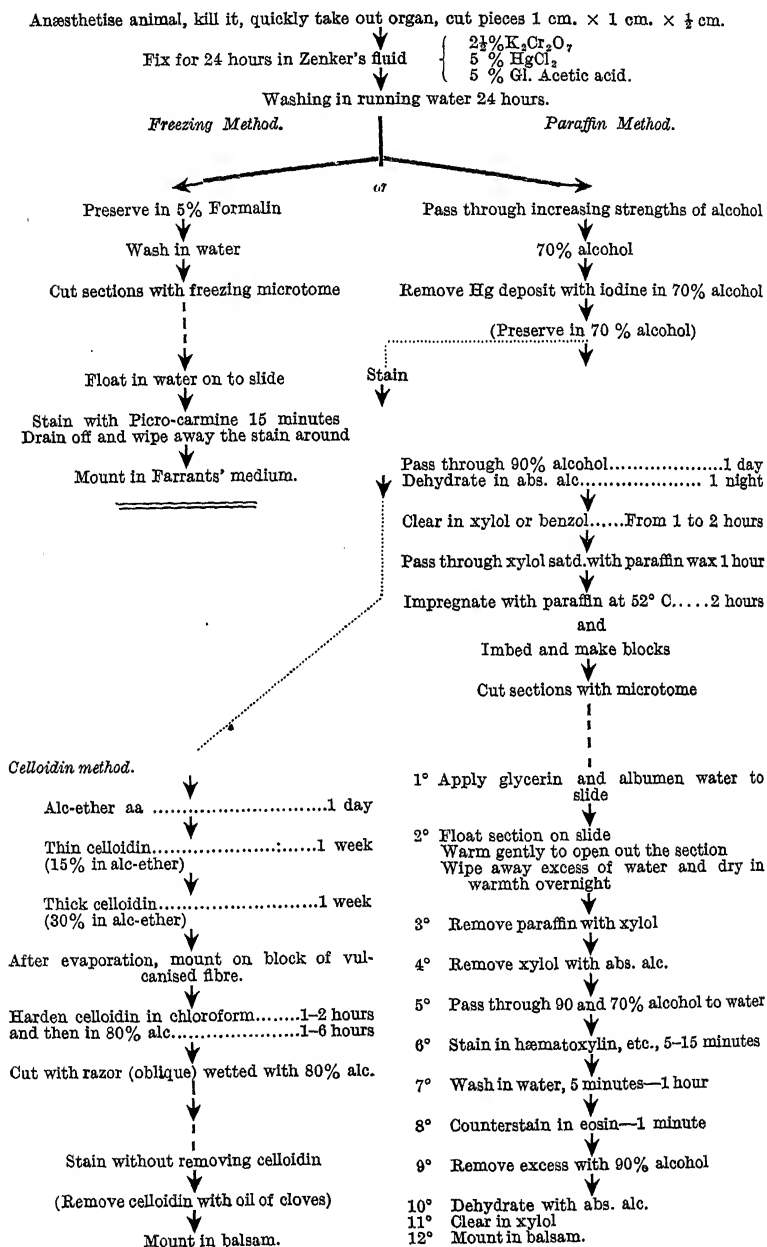 Anæsthetise animal, kill it, quickly take out organ, cut pieces 1 cm. × 1 cm. × ½ cm.
Fix for 24 hours in Zenker's fluid
2½%K₂Cr₂O₇
5 % HgCl₂
5 % Gl. Acetic acid.
Washing in running water 24 hours.
Freezing Method.
Paraffin Method.
or
Preserve in 5% Formalin
Wash in water
Cut sections with freezing microtome
Float in water on to slide
Stain with Picro-carmine 15 minutes
Drain off and wipe away the stain around
Mount in Farrants' medium.
Pass through increasing strengths of alcohol
70% alcohol
Remove Hg deposit with iodine in 70% alcohol
(Preserve in 70 % alcohol)
Stain
Pass through 90% alcohol....................1 day
Dehydrate in abs. alc..................... 1 night
Clear in xylol or benzol......From 1 to 2 hours
Pass through xylol satd. with paraffin wax 1 hour
Impregnate with paraffin at 52° C.....2 hours
and
Imbed and make blocks
Cut sections with microtome
1° Apply glycerin and albumen water to
slide
2° Float section on slide
Warm gently to open out the section
Wipe away excess of water and dry in
warmth overnight
3° Remove paraffin with xylol
4° Remove xylol with abs. alc.
5° Pass through 90 and 70% alcohol to water
6° Stain in hæmatoxylin, etc., 5–15 minutes
7° Wash in water, 5 minutes—1 hour
8° Counterstain in eosin—1 minute
9° Remove excess with 90% alcohol
10° Dehydrate with abs. alc.
11° Clear in xylol
12° Mount in balsam.
Celloidin method.
Alc-ether aa ...............................1 day
Thin celloidin......................:......1 week
(15% in alc-ether)
Thick celloidin.............................1 week
(30% in alc-ether)
After evaporation, mount on block of vul-
canised fibre.
Harden celloidin in chloroform........1–2 hours
and then in 80% alc.....................1–6 hours
Cut with razor (oblique) wetted with 80% alc.
Stain without removing celloidin
(Remove celloidin with oil of cloves)
Mount in balsam.